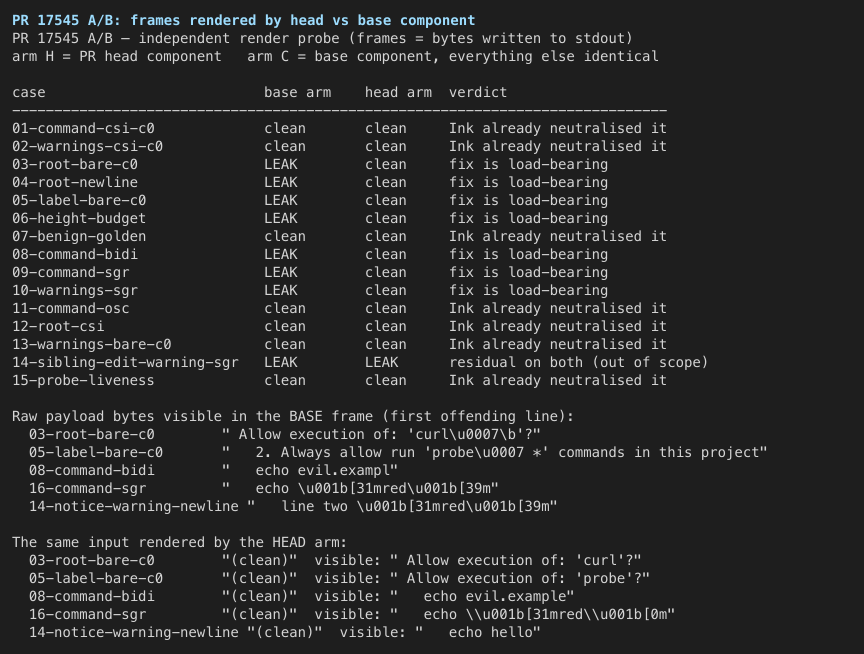 PR 17545 A/B: frames rendered by head vs base component
PR 17545 A/B — independent render probe (frames = bytes written to stdout)
arm H = PR head component   arm C = base component, everything else identical
case                          base arm    head arm  verdict
------------------------------------------------------------------------------
01-command-csi-c0             clean       clean     Ink already neutralised it
02-warnings-csi-c0            clean       clean     Ink already neutralised it
03-root-bare-c0               LEAK        clean     fix is load-bearing
04-root-newline               LEAK        clean     fix is load-bearing
05-label-bare-c0              LEAK        clean     fix is load-bearing
06-height-budget              LEAK        clean     fix is load-bearing
07-benign-golden              clean       clean     Ink already neutralised it
08-command-bidi               LEAK        clean     fix is load-bearing
09-command-sgr                LEAK        clean     fix is load-bearing
10-warnings-sgr               LEAK        clean     fix is load-bearing
11-command-osc                clean       clean     Ink already neutralised it
12-root-csi                   clean       clean     Ink already neutralised it
13-warnings-bare-c0           clean       clean     Ink already neutralised it
14-sibling-edit-warning-sgr   LEAK        LEAK      residual on both (out of scope)
15-probe-liveness             clean       clean     Ink already neutralised it
Raw payload bytes visible in the BASE frame (first offending line):
  03-root-bare-c0        " Allow execution of: 'curl\u0007\b'?"
  05-label-bare-c0       "   2. Always allow run 'probe\u0007 *' commands in this project"
  08-command-bidi        "   echo evil.exampl"
  16-command-sgr         "   echo \u001b[31mred\u001b[39m"
  14-notice-warning-newline "   line two \u001b[31mred\u001b[39m"
The same input rendered by the HEAD arm:
  03-root-bare-c0        "(clean)"  visible: " Allow execution of: 'curl'?"
  05-label-bare-c0       "(clean)"  visible: " Allow execution of: 'probe'?"
  08-command-bidi        "(clean)"  visible: "   echo evil.example"
  16-command-sgr         "(clean)"  visible: "   echo \\u001b[31mred\\u001b[0m"
  14-notice-warning-newline "(clean)"  visible: "   echo hello"